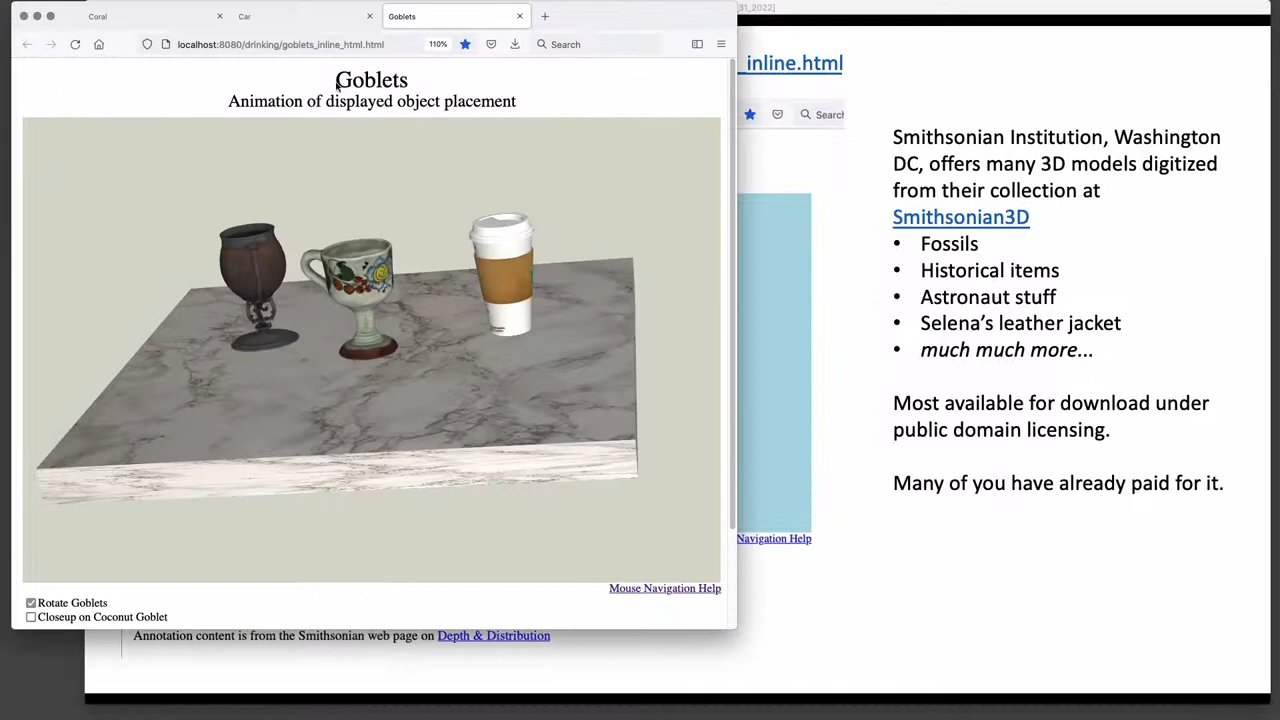 31_2022]
Coral
Car
Goblets
localhost:8080/drinking/goblets_inline_html.html
110%
Search
Goblets
Animation of displayed object placement
Mouse Navigation Help
Rotate Goblets
Closeup on Coconut Goblet
_inline.html
Search
Navigation Help
Annotation content is from the Smithsonian web page on Depth & Distribution
Smithsonian Institution, Washington
DC, offers many 3D models digitized
from their collection at
Smithsonian3D
• Fossils
• Historical items
• Astronaut stuff
• Selena's leather jacket
• much much more...
Most available for download under
public domain licensing.
Many of you have already paid for it.